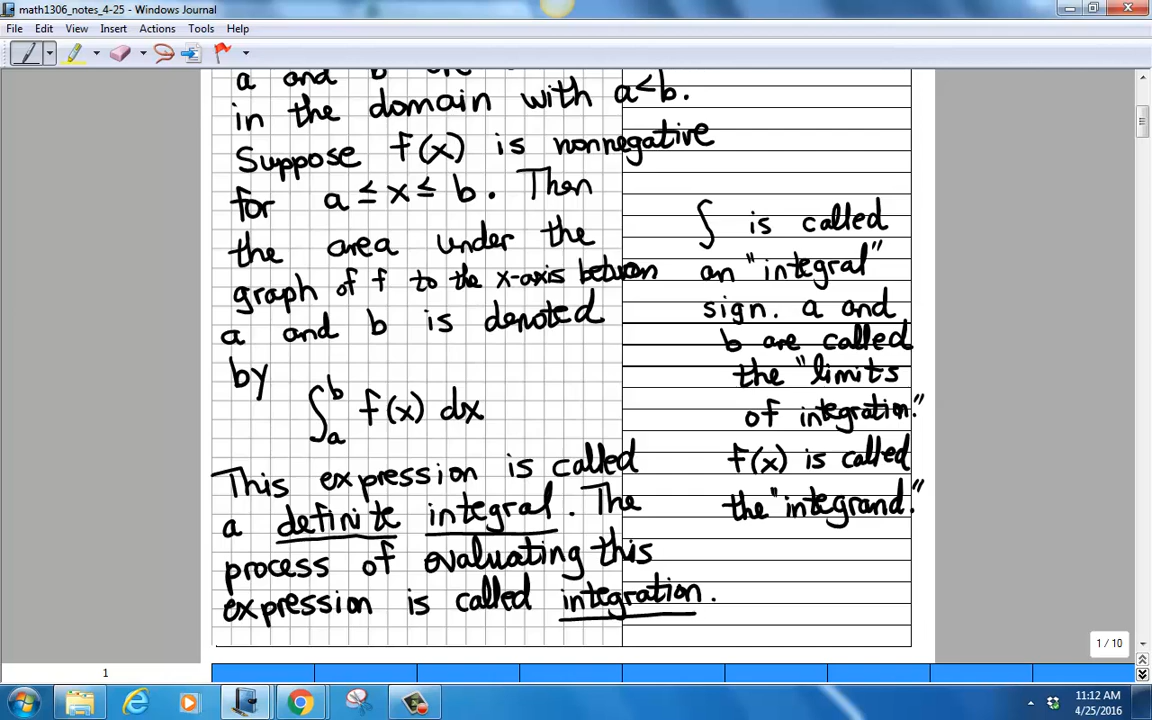 math1306_notes_4-25 - Windows Journal
File Edit View Insert Actions Tools Help
a and b are
in the domain with a<b.
Suppose f(x) is nonnegative
for a ≤ x ≤ b. Then
the area under the
graph of f to the x-axis between
a and b is denoted
by
∫_a^b f(x) dx
This expression is called
a definite integral. The
process of evaluating this
expression is called integration.
∫ is called
an "integral"
sign. a and
b are called
the "limits
of integration."
f(x) is called
the "integrand."
1 / 10
1
11:12 AM
4/25/2016